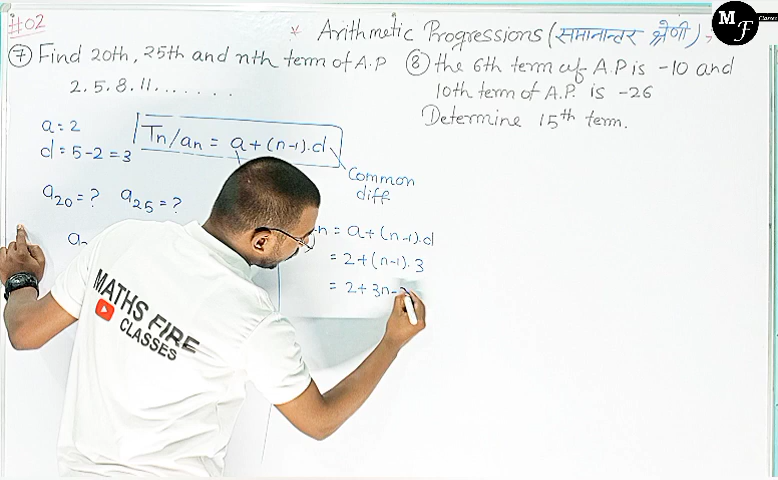 #02
* Arithmetic Progressions (समानान्तर श्रेणी)
M F Classes
⑦ Find 20th, 25th and nth term of A.P
2. 5. 8. 11. . . . . . .
a = 2
d = 5-2 = 3
Tn/an = a+(n-1).d
Common
diff
a20 = ? a25 = ?
n = a+(n-1).d
= 2+(n-1).3
= 2+3n-
⑧ the 6th term of A.P is -10 and
10th term of A.P. is -26
Determine 15th term.
MATHS FIRE
CLASSES